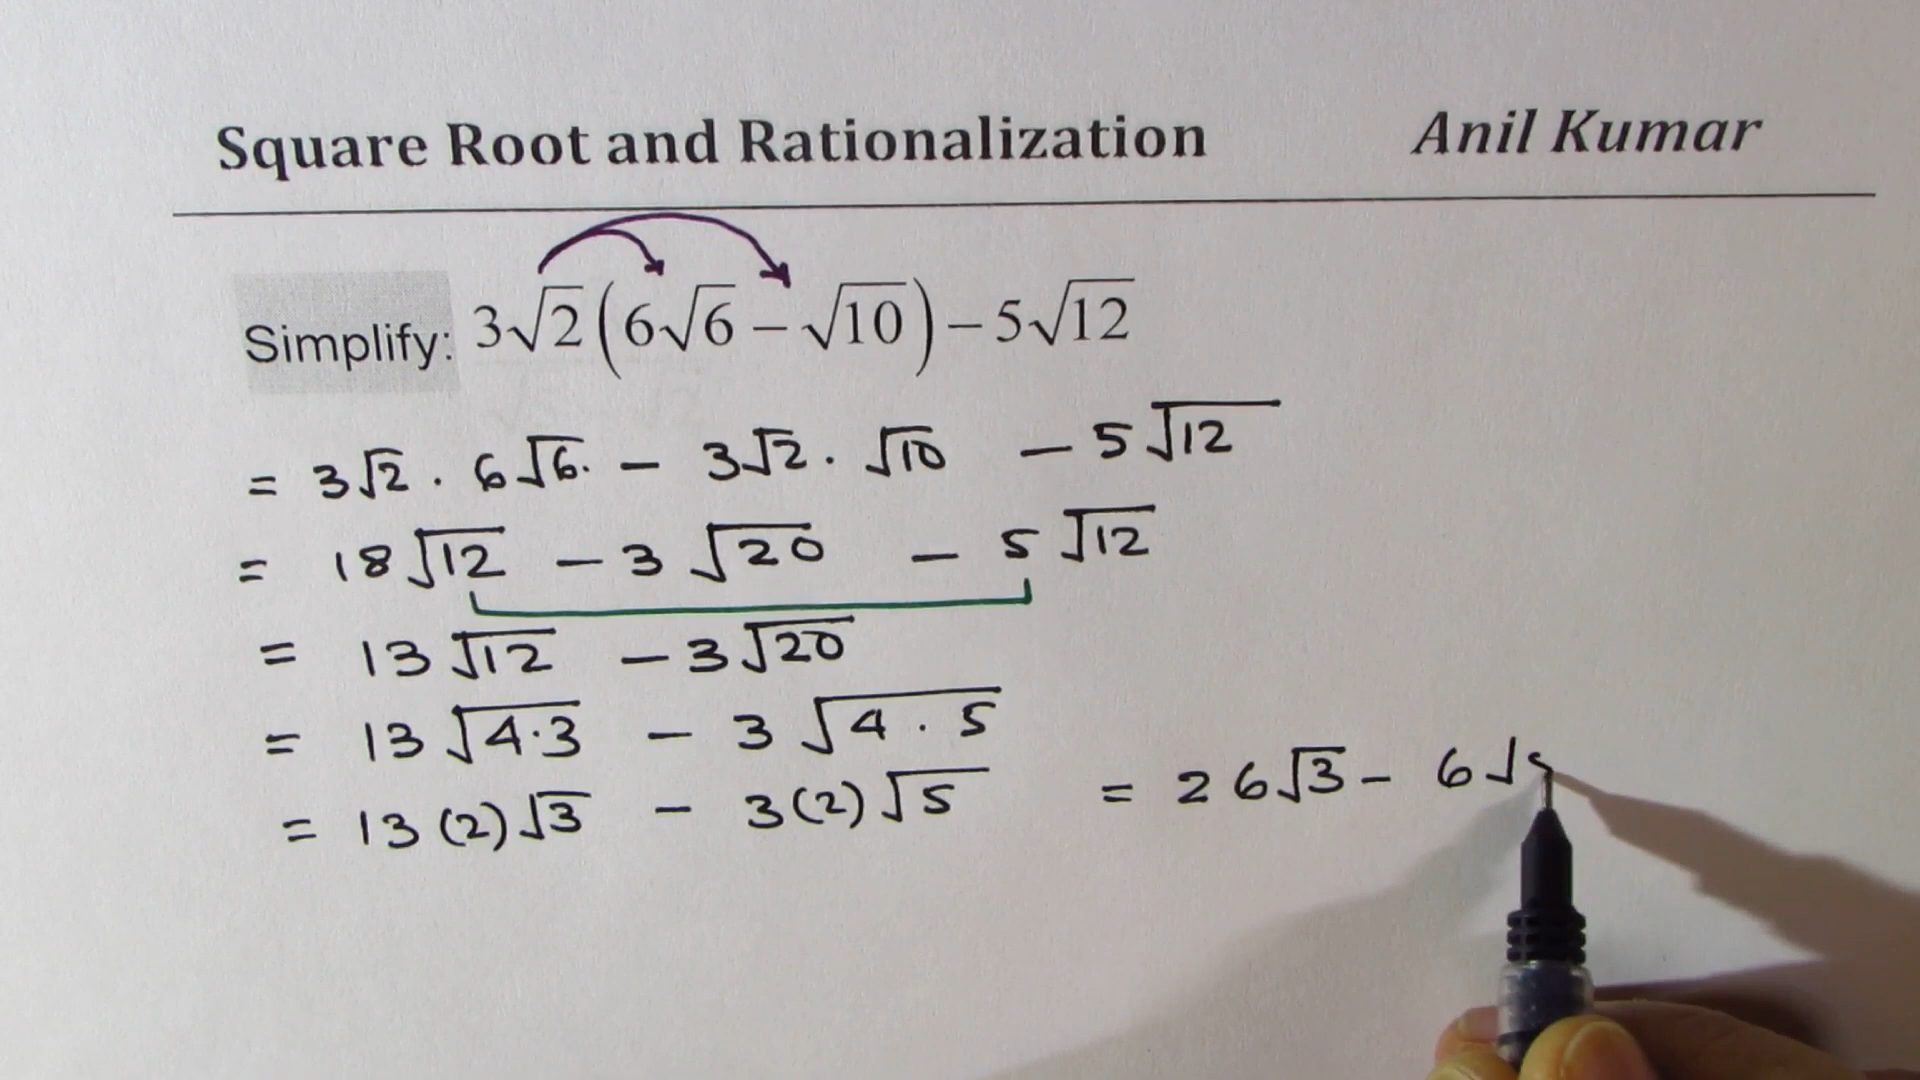 Square Root and Rationalization Anil Kumar
Simplify: 3√2(6√6 − √10) − 5√12
= 3√2 · 6√6 · − 3√2 · √10 − 5√12
= 18√12 − 3√20 − 5√12
= 13√12 − 3√20
= 13√4·3 − 3√4·5
= 13(2)√3 − 3(2)√5 = 26√3 − 6√